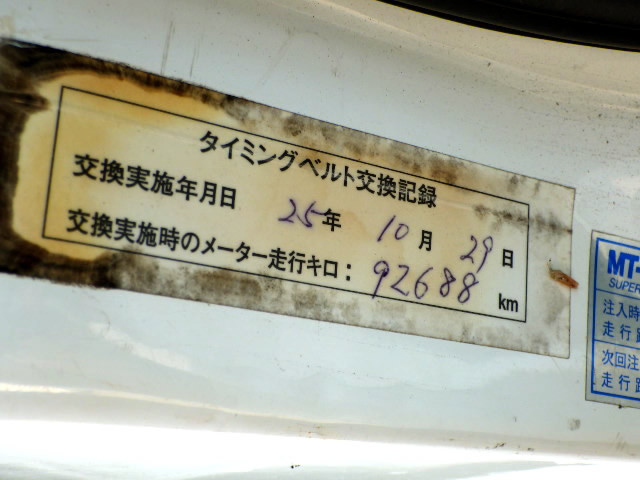 タイミングベルト交換記録
交換実施年月日 25年 10月 29日
交換実施時のメーター走行キロ： 92688 km
MT-
SUPER
注入時
走行
次回注
走行